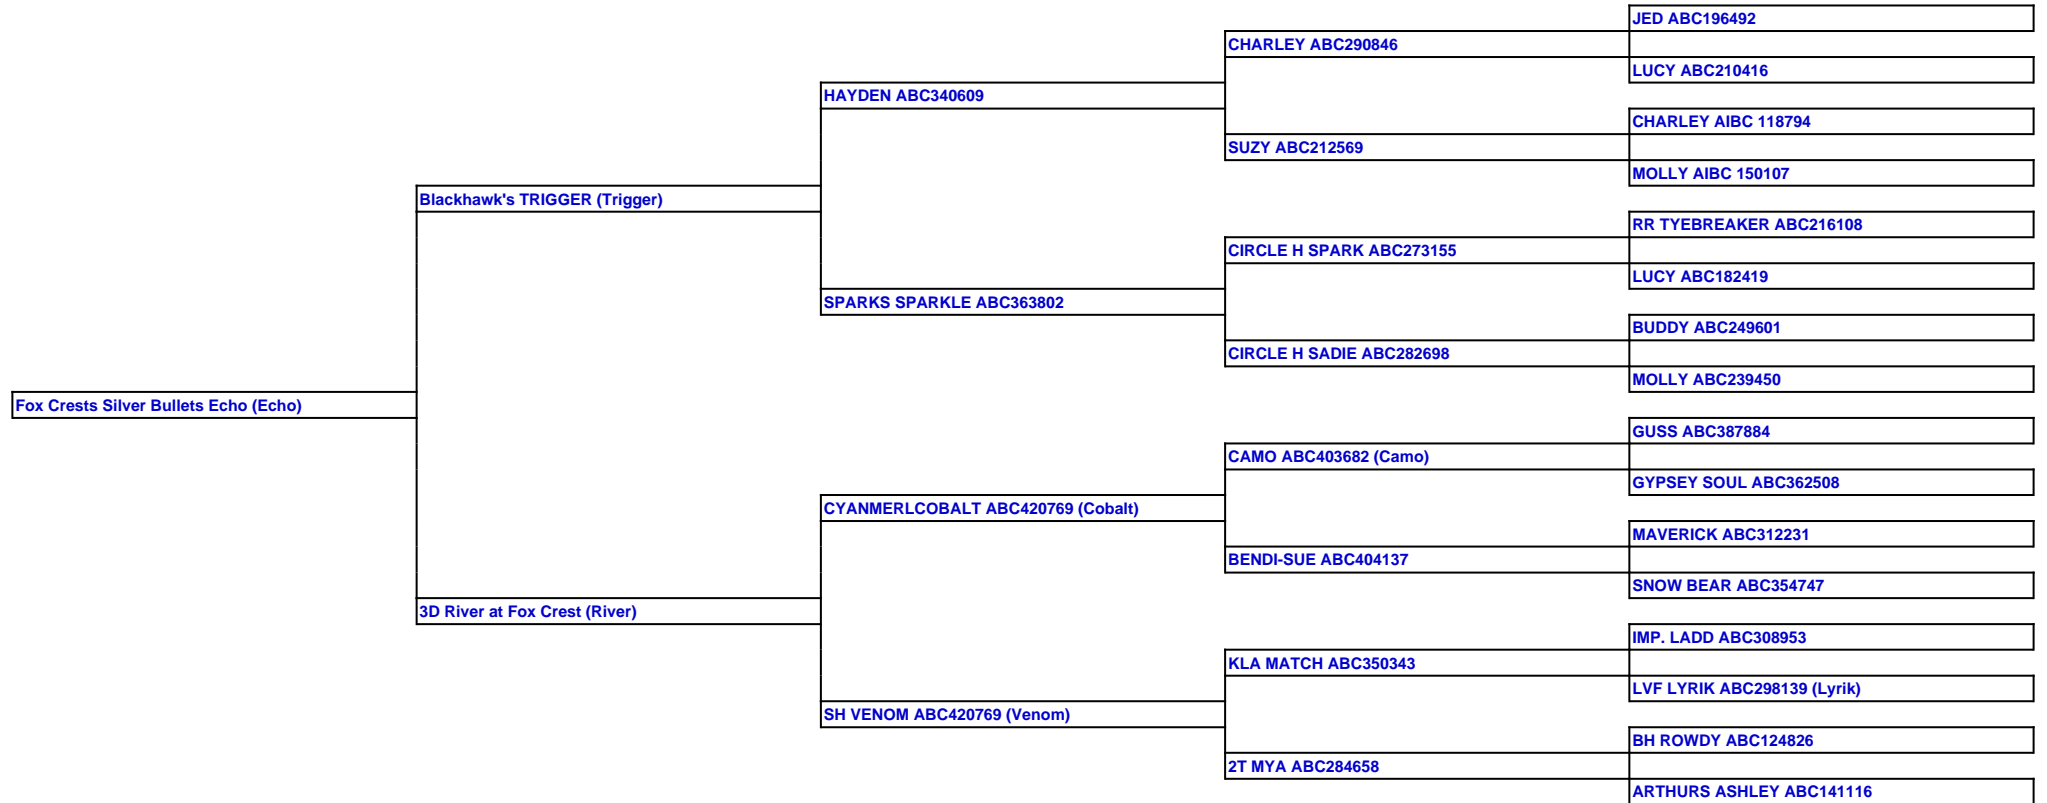 JED ABC196492
CHARLEY ABC290846
LUCY ABC210416
HAYDEN ABC340609
CHARLEY AIBC 118794
SUZY ABC212569
MOLLY AIBC 150107
Blackhawk's TRIGGER (Trigger)
RR TYEBREAKER ABC216108
CIRCLE H SPARK ABC273155
LUCY ABC182419
SPARKS SPARKLE ABC363802
BUDDY ABC249601
CIRCLE H SADIE ABC282698
MOLLY ABC239450
Fox Crests Silver Bullets Echo (Echo)
GUSS ABC387884
CAMO ABC403682 (Camo)
GYPSEY SOUL ABC362508
CYANMERLCOBALT ABC420769 (Cobalt)
MAVERICK ABC312231
BENDI-SUE ABC404137
SNOW BEAR ABC354747
3D River at Fox Crest (River)
IMP. LADD ABC308953
KLA MATCH ABC350343
LVF LYRIK ABC298139 (Lyrik)
SH VENOM ABC420769 (Venom)
BH ROWDY ABC124826
2T MYA ABC284658
ARTHURS ASHLEY ABC141116